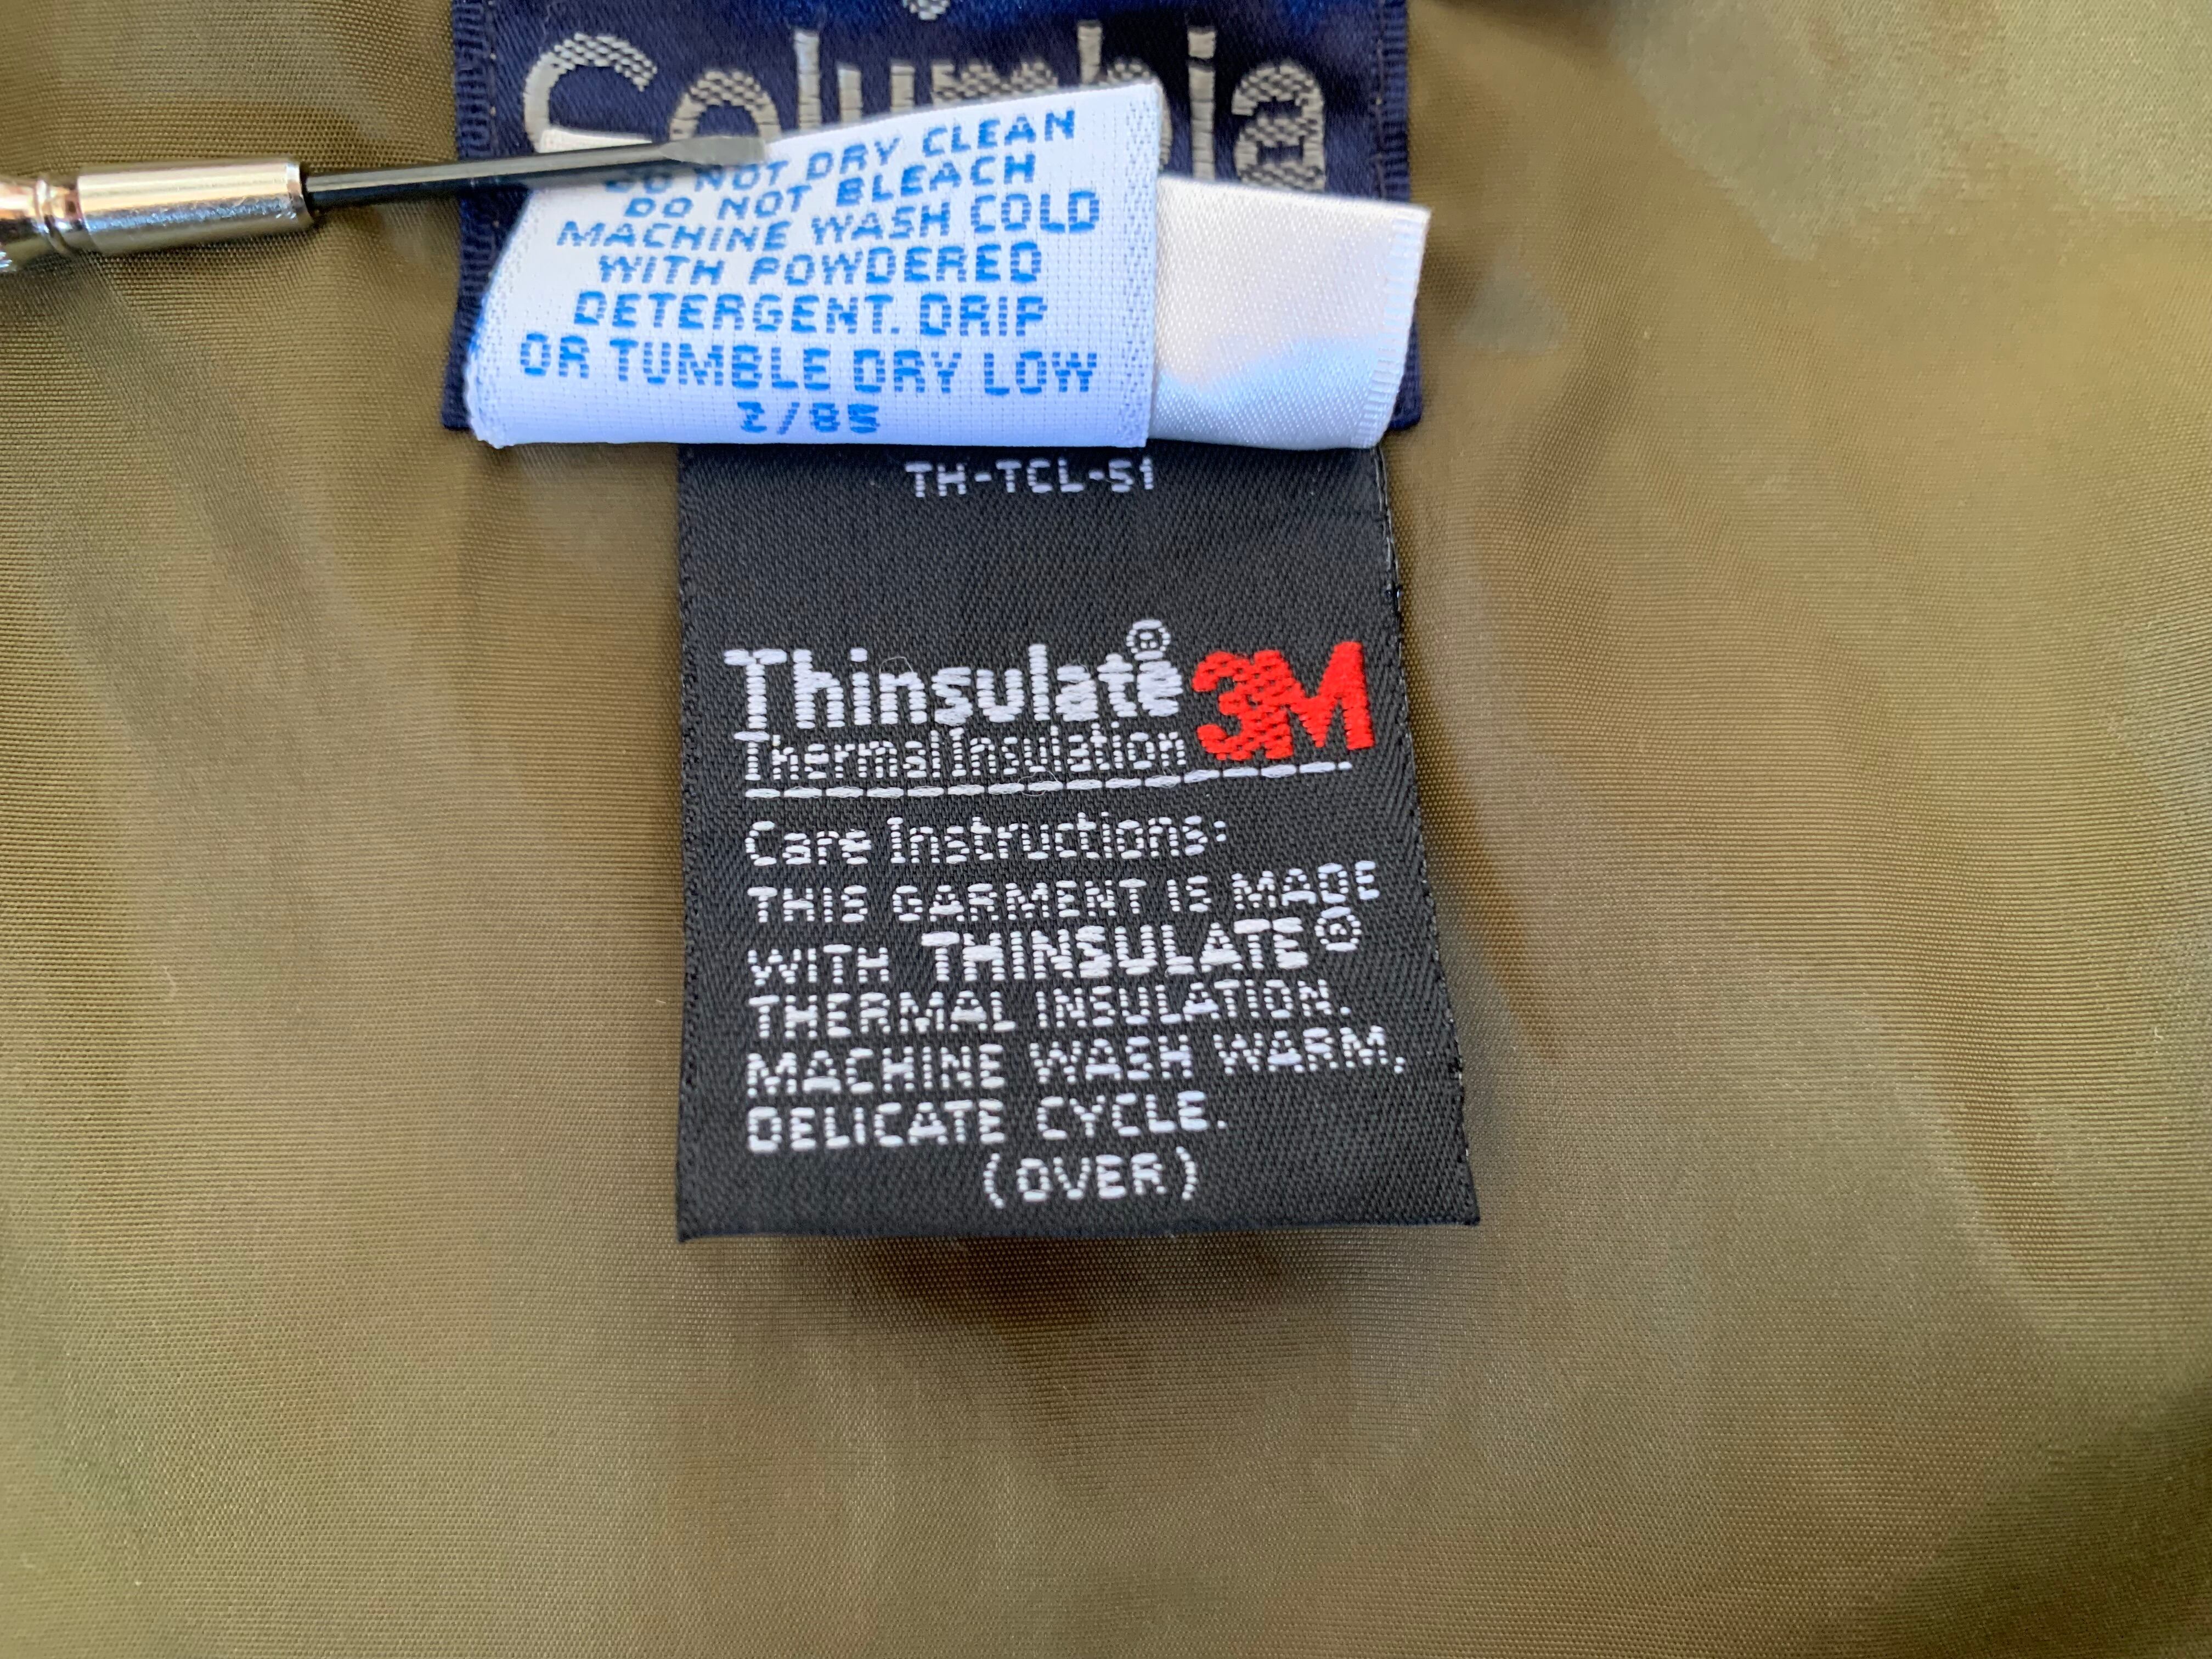 Columbia
DO NOT DRY CLEAN
DO NOT BLEACH
MACHINE WASH COLD
WITH POWDERED
DETERGENT. DRIP
OR TUMBLE DRY LOW
2/85
TH-TCL-51
Thinsulate® 3M
Thermal Insulation
Care Instructions:
THIS GARMENT IS MADE
WITH THINSULATE®
THERMAL INSULATION.
MACHINE WASH WARM,
DELICATE CYCLE.
(OVER)